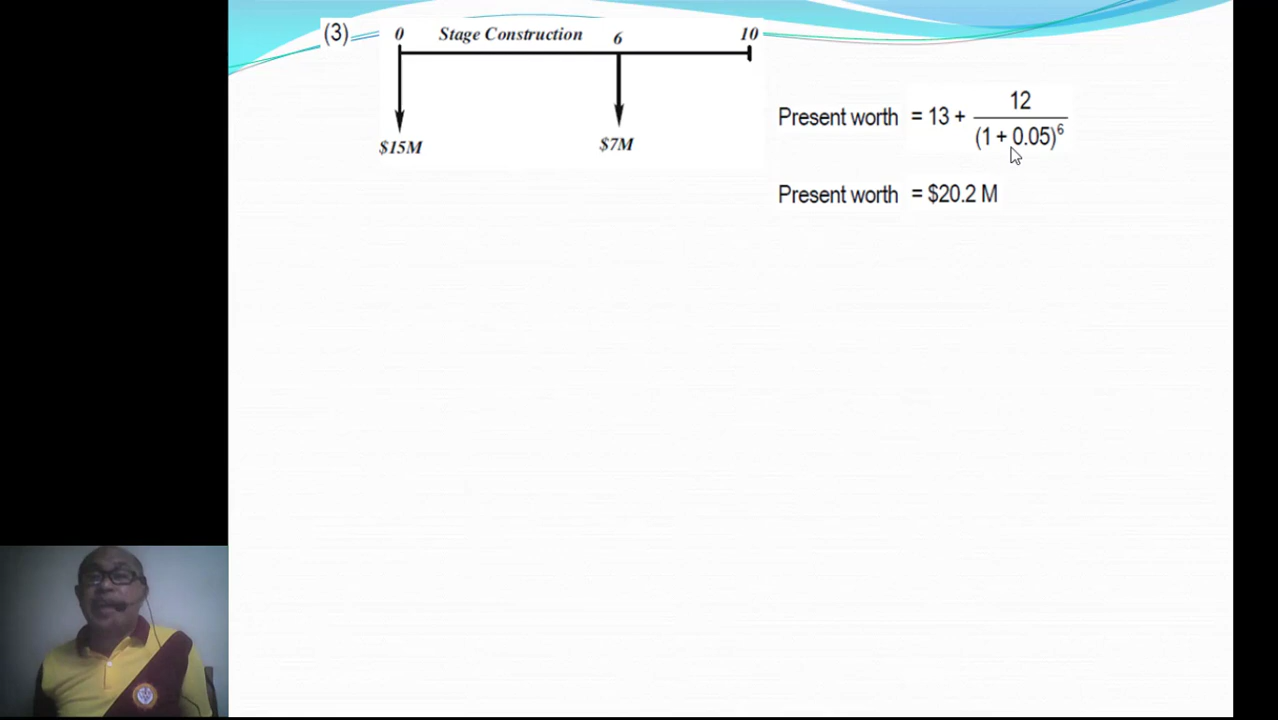 (3)
0 Stage Construction 6 10
$15M $7M
Present worth = 13 + 12 / (1 + 0.05)^6
Present worth = $20.2 M